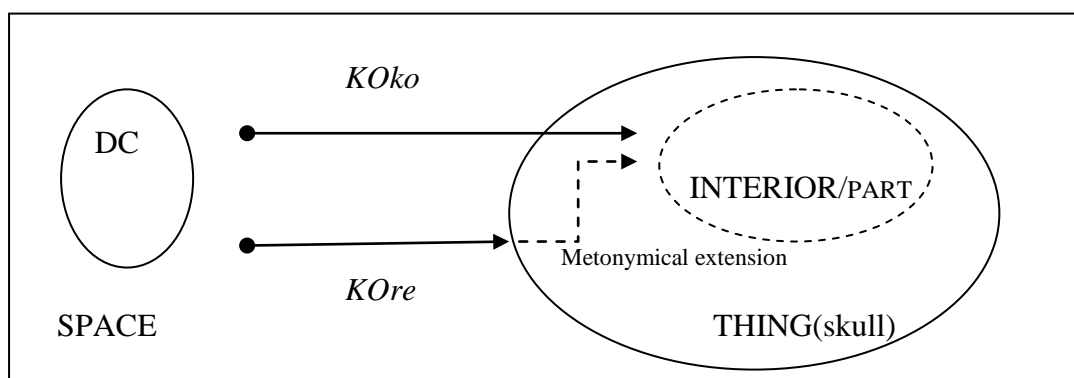 KOko
DC
INTERIOR/PART
Metonymical extension
KOre
SPACE
THING(skull)